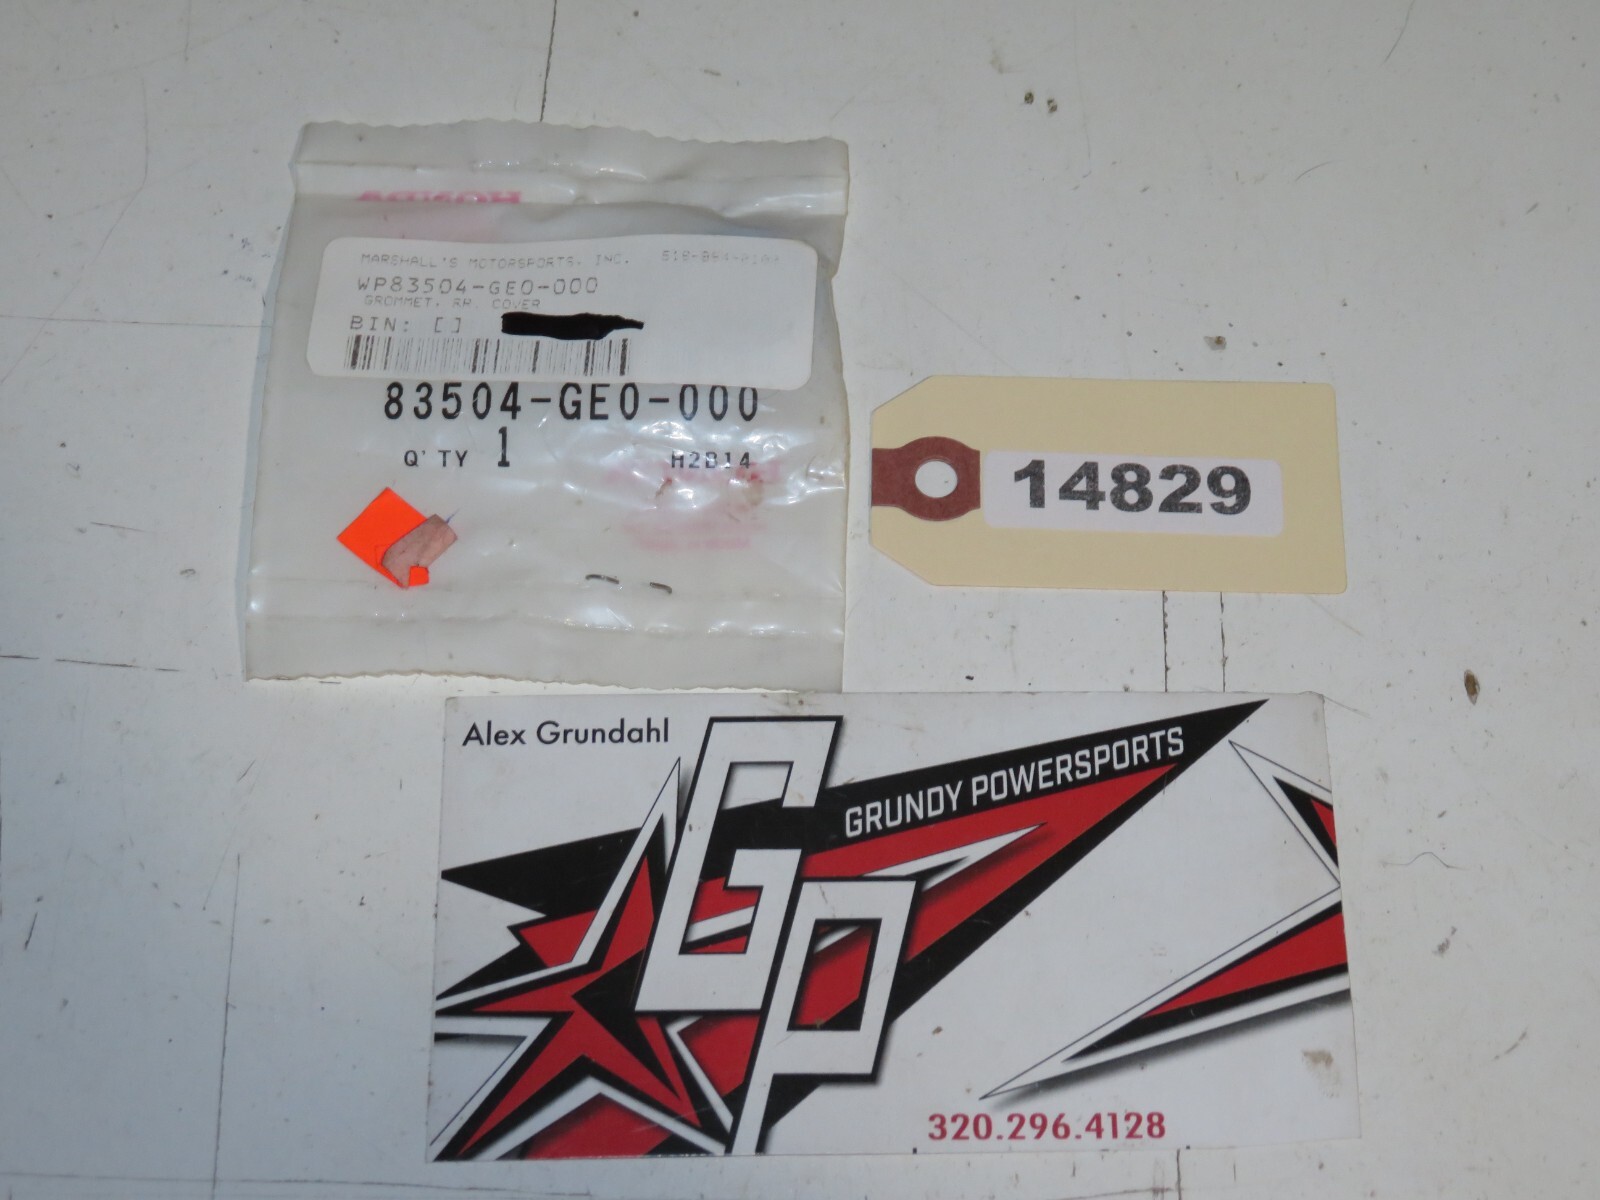 MARSHALL'S MOTORSPORTS, INC.
WP83504-GE0-000
GROMMET, RR. COVER
BIN: []
83504-GE0-000
Q'TY 1 H2B14
14829
Alex Grundahl
GRUNDY POWERSPORTS
GP
320.296.4128